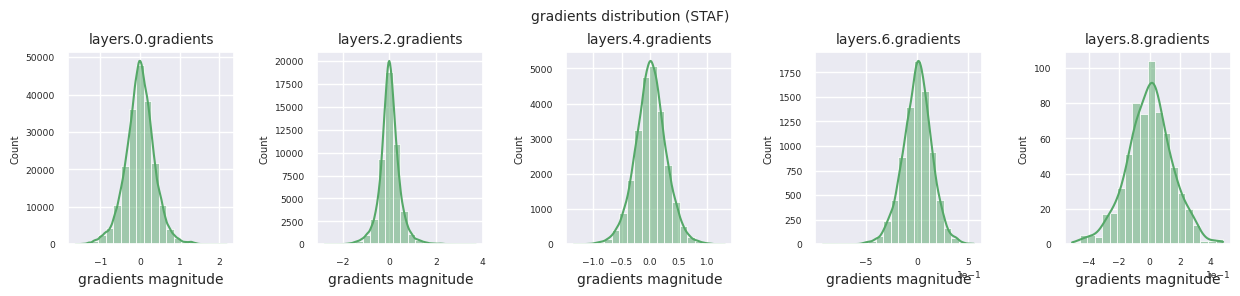 gradients distribution (STAF)
layers.0.gradients
50000
40000
30000
20000
10000
0
Count
−1 0 1 2
gradients magnitude
layers.2.gradients
20000
17500
15000
12500
10000
7500
5000
2500
0
Count
−2 0 2 4
gradients magnitude
layers.4.gradients
5000
4000
3000
2000
1000
0
Count
−1.0 −0.5 0.0 0.5 1.0
gradients magnitude
layers.6.gradients
1750
1500
1250
1000
750
500
250
0
Count
−5 0 5
1e−1
gradients magnitude
layers.8.gradients
100
80
60
40
20
0
Count
−4 −2 0 2 4
1e−1
gradients magnitude